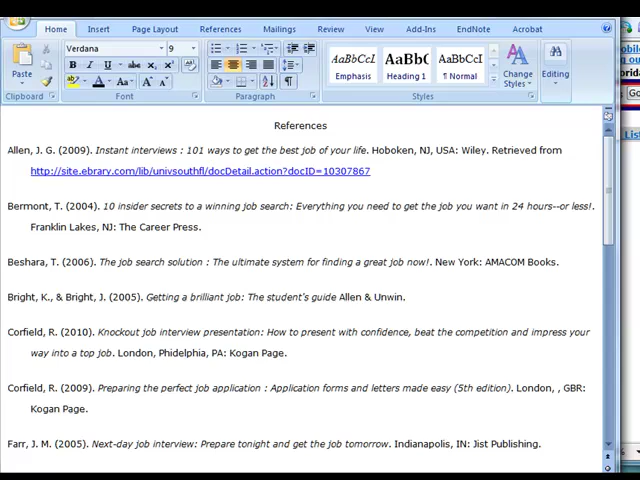 Home Insert Page Layout References Mailings Review View Add-Ins EndNote Acrobat
Verdana 9
Paste
AaBbCcI AaBbC AaBbCcI
Emphasis Heading 1 ¶ Normal
Change Styles
Editing
Clipboard Font Paragraph Styles
References
Allen, J. G. (2009). Instant interviews : 101 ways to get the best job of your life. Hoboken, NJ, USA: Wiley. Retrieved from
http://site.ebrary.com/lib/univsouthfl/docDetail.action?docID=10307867
Bermont, T. (2004). 10 insider secrets to a winning job search: Everything you need to get the job you want in 24 hours--or less!.
Franklin Lakes, NJ: The Career Press.
Beshara, T. (2006). The job search solution : The ultimate system for finding a great job now!. New York: AMACOM Books.
Bright, K., & Bright, J. (2005). Getting a brilliant job: The student's guide Allen & Unwin.
Corfield, R. (2010). Knockout job interview presentation: How to present with confidence, beat the competition and impress your
way into a top job. London, Phidelphia, PA: Kogan Page.
Corfield, R. (2009). Preparing the perfect job application : Application forms and letters made easy (5th edition). London, , GBR:
Kogan Page.
Farr, J. M. (2005). Next-day job interview: Prepare tonight and get the job tomorrow. Indianapolis, IN: Jist Publishing.